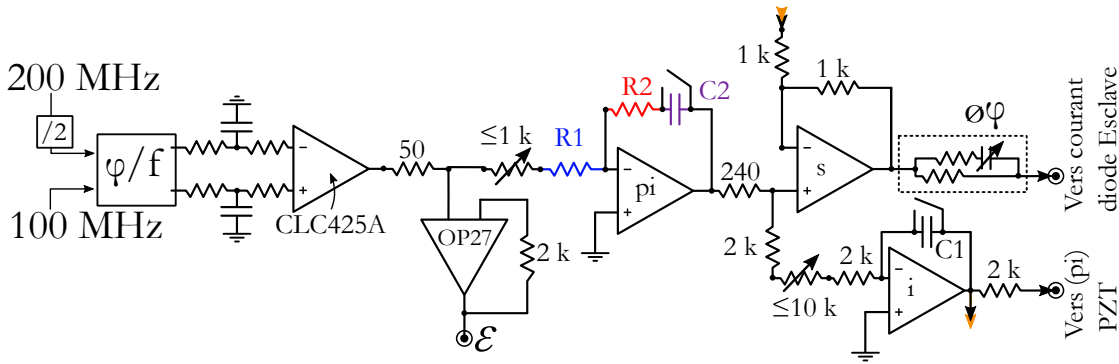 200 MHz
/2
φ/f
100 MHz
−
+
CLC425A
50
OP27
2 k
ℰ
≤1 k
R1
R2
C2
−
pi
+
240
1 k
1 k
−
s
+
øφ
Vers courant
diode Esclave
2 k
≤10 k
2 k
C1
−
i
+
2 k
Vers (pi)
PZT